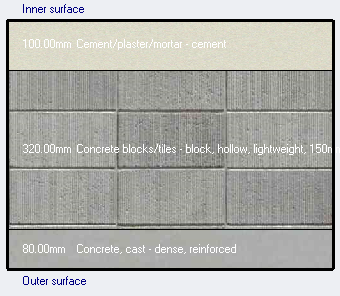 Inner surface
100.00mm Cement/plaster/mortar - cement
320.00mm Concrete blocks/tiles - block, hollow, lightweight, 150m
80.00mm Concrete, cast - dense, reinforced
Outer surface